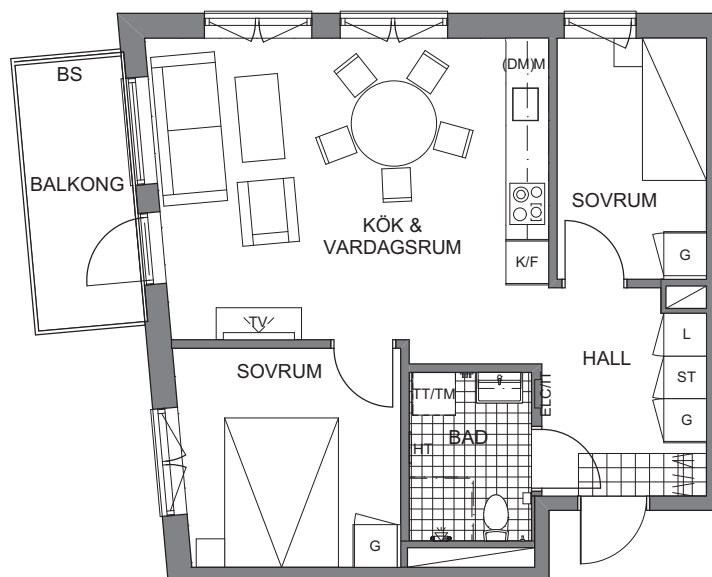 BS
BALKONG
(DM)M
SOVRUM
KÖK &
VARDAGSRUM
K/F
G
TV
SOVRUM
HALL
L
ST
G
TT/TM
ELC/IT
BAD
HT
G